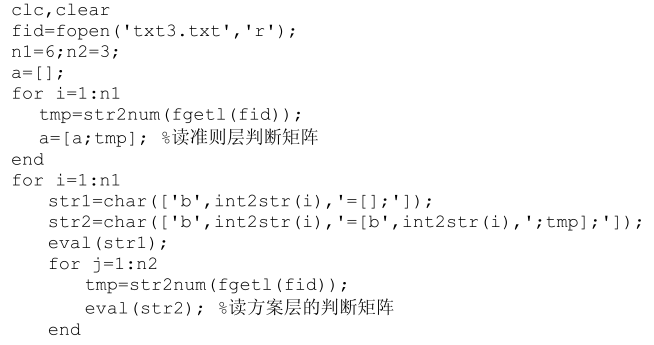 clc,clear
fid=fopen('txt3.txt','r');
n1=6;n2=3;
a=[];
for i=1:n1
tmp=str2num(fgetl(fid));
a=[a;tmp]; %读准则层判断矩阵
end
for i=1:n1
str1=char(['b',int2str(i),'=[];']);
str2=char(['b',int2str(i),'=[b',int2str(i),';tmp];']);
eval(str1);
for j=1:n2
tmp=str2num(fgetl(fid));
eval(str2); %读方案层的判断矩阵
end